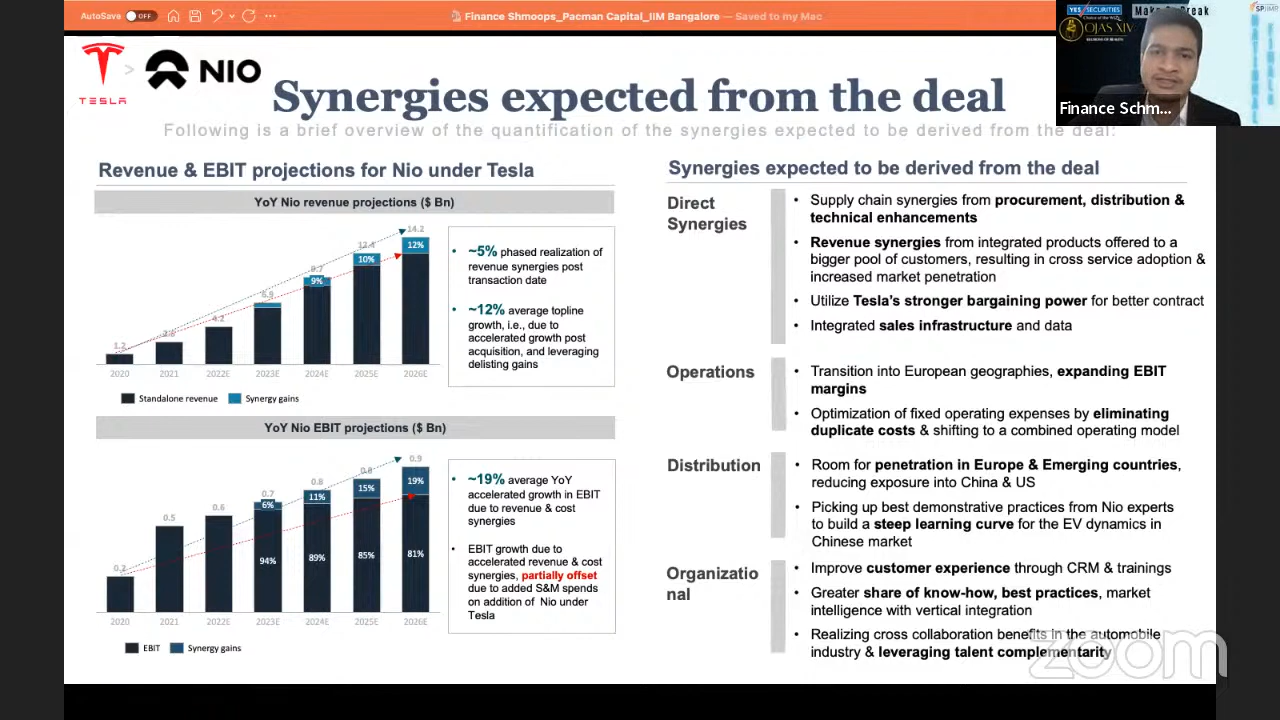 AutoSave OFF
Finance Shmoops_Pacman Capital_IIM Bangalore — Saved to my Mac
YES SECURITIES
OJAS XIV
Finance Schm...
TESLA
>
NIO
Synergies expected from the deal
Following is a brief overview of the quantification of the synergies expected to be derived from the deal:
Revenue & EBIT projections for Nio under Tesla
YoY Nio revenue projections ($ Bn)
14.2
12.4
12%
10%
9%
6.9
4.2
1.2
2020 2021 2022E 2023E 2024E 2025E 2026E
Standalone revenue Synergy gains
• ~5% phased realization of
revenue synergies post
transaction date
• ~12% average topline
growth, i.e., due to
accelerated growth post
acquisition, and leveraging
delisting gains
YoY Nio EBIT projections ($ Bn)
0.9
0.8
0.8
0.7
0.6
0.5
0.2
19%
15%
11%
6%
94% 89% 85% 81%
2020 2021 2022E 2023E 2024E 2025E 2026E
EBIT Synergy gains
• ~19% average YoY
accelerated growth in EBIT
due to revenue & cost
synergies
• EBIT growth due to
accelerated revenue & cost
synergies, partially offset
due to added S&M spends
on addition of Nio under
Tesla
Synergies expected to be derived from the deal
Direct
Synergies
• Supply chain synergies from procurement, distribution &
technical enhancements
• Revenue synergies from integrated products offered to a
bigger pool of customers, resulting in cross service adoption &
increased market penetration
• Utilize Tesla's stronger bargaining power for better contract
• Integrated sales infrastructure and data
Operations
• Transition into European geographies, expanding EBIT
margins
• Optimization of fixed operating expenses by eliminating
duplicate costs & shifting to a combined operating model
Distribution
• Room for penetration in Europe & Emerging countries,
reducing exposure into China & US
• Picking up best demonstrative practices from Nio experts
to build a steep learning curve for the EV dynamics in
Chinese market
Organizatio
nal
• Improve customer experience through CRM & trainings
• Greater share of know-how, best practices, market
intelligence with vertical integration
• Realizing cross collaboration benefits in the automobile
industry & leveraging talent complementarity
zoom